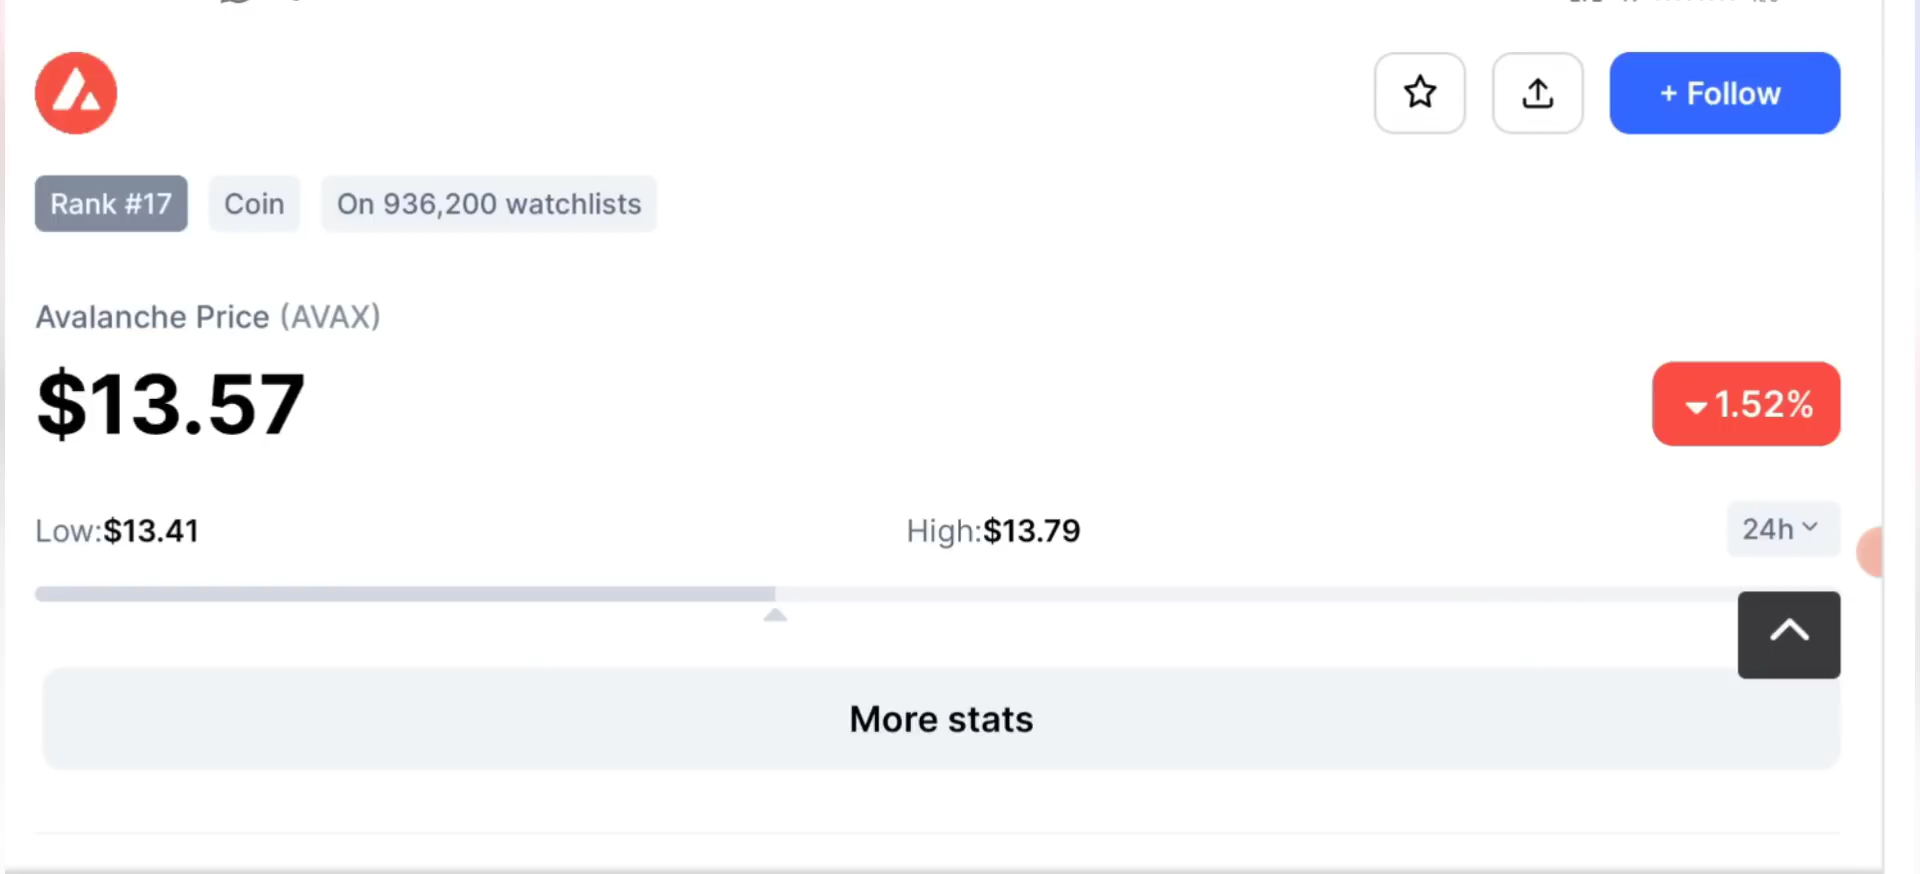 + Follow
Rank #17 Coin On 936,200 watchlists
Avalanche Price (AVAX)
$13.57
1.52%
Low:$13.41 High:$13.79 24h
More stats